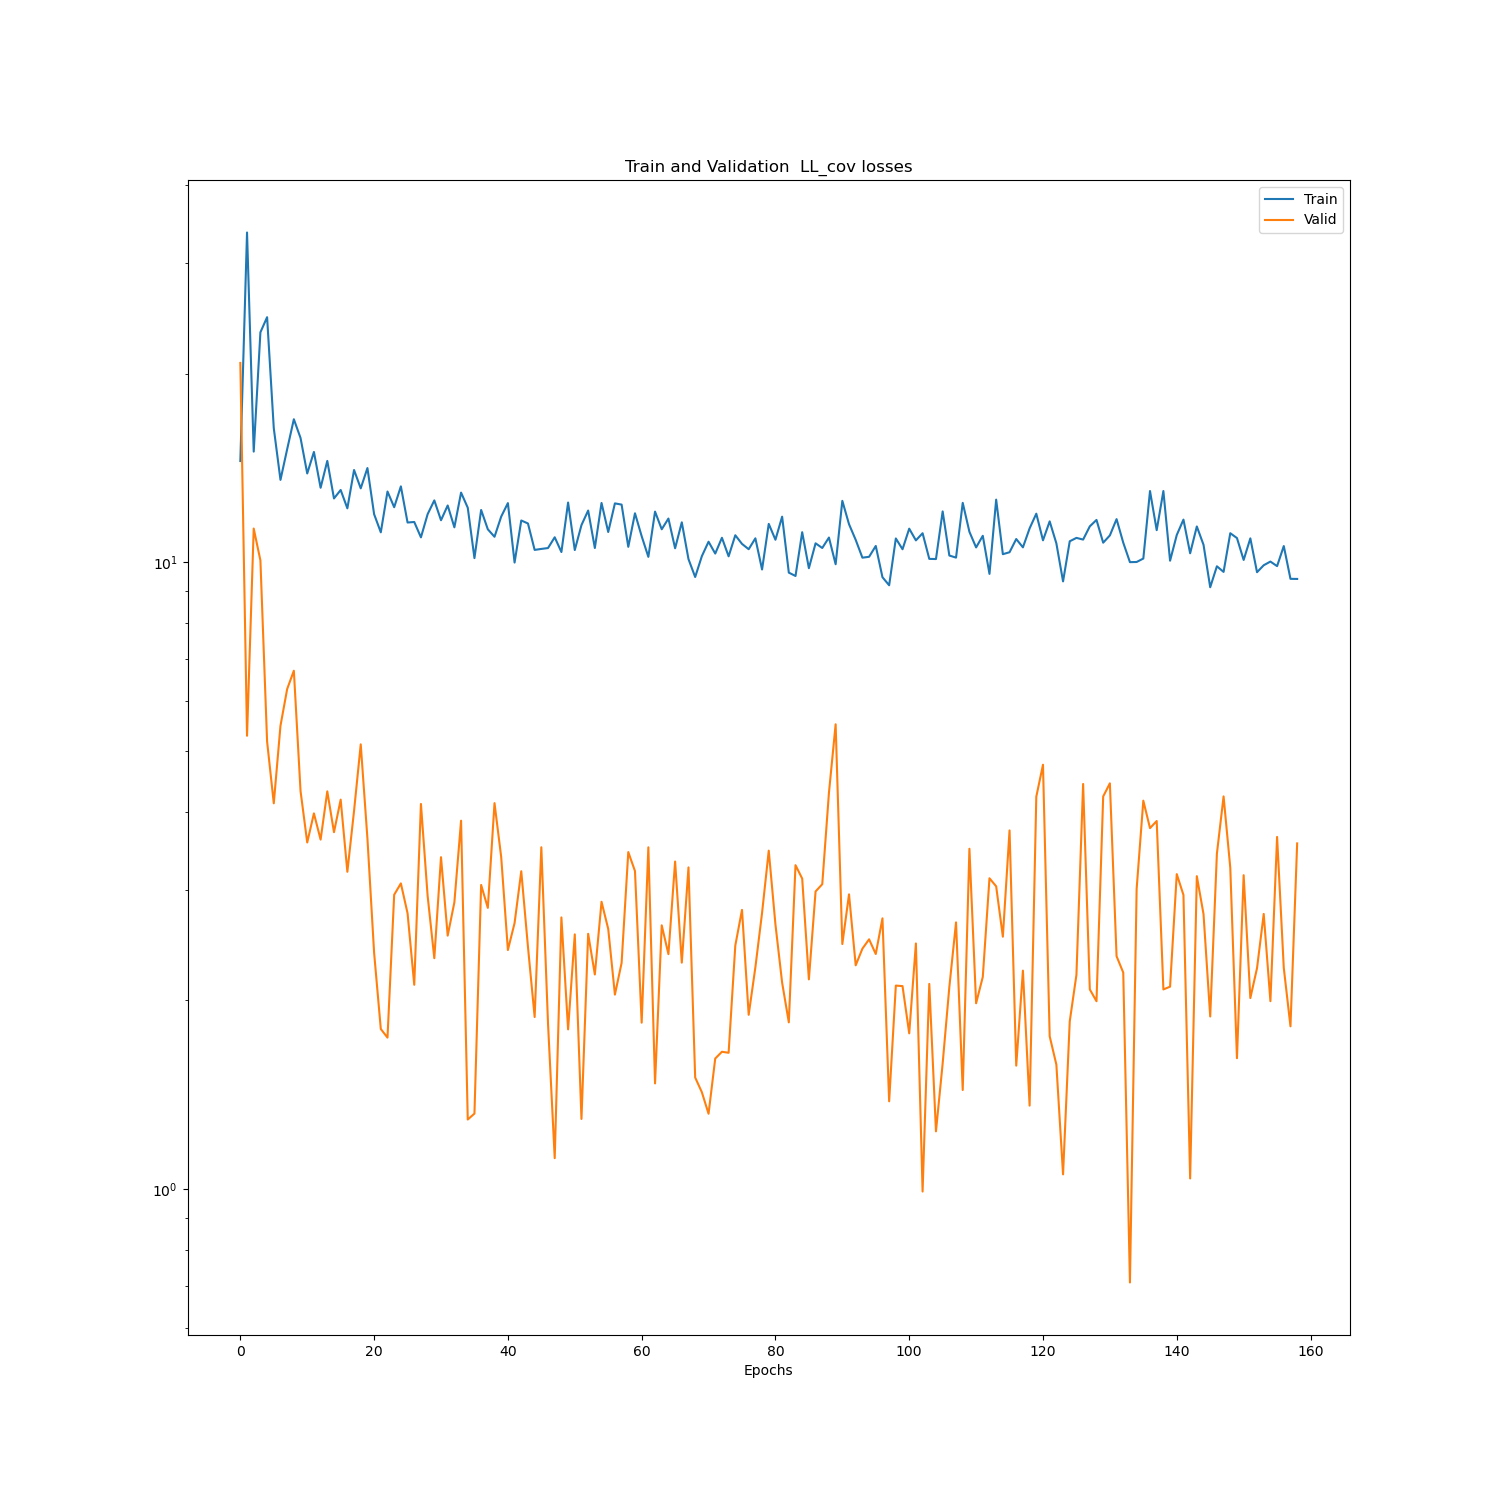 Train and Validation  LL_cov losses
Train
Valid
10¹
10⁰
0 20 40 60 80 100 120 140 160
Epochs